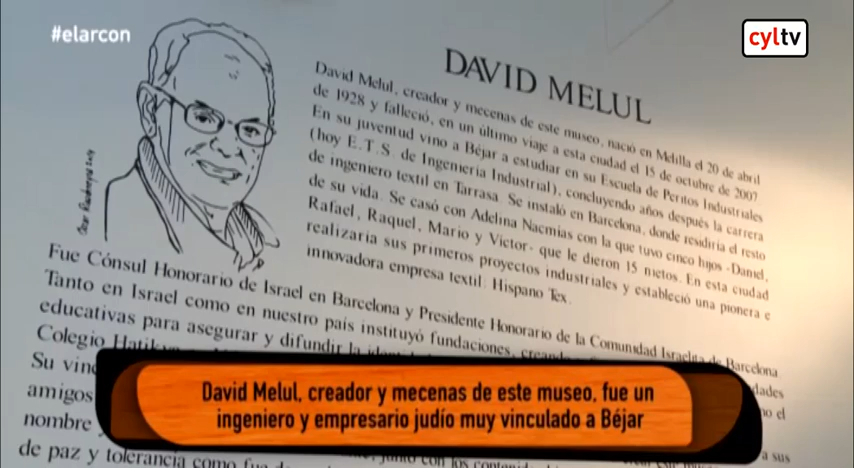 #elarcon
cyltv
DAVID MELUL
David Melul, creador y mecenas de este museo, nació en Melilla el 20 de abril
de 1928 y falleció, en un último viaje a esta ciudad el 15 de octubre de 2007.
En su juventud vino a Béjar a estudiar en su Escuela de Peritos Industriales
(hoy E.T.S. de Ingeniería Industrial), concluyendo años después la carrera
de ingeniero textil en Tarrasa. Se instaló en Barcelona, donde residiría el resto
de su vida. Se casó con Adelina Nacmías con la que tuvo cinco hijos -Daniel,
Rafael, Raquel, Mario y Victor- que le dieron 15 nietos. En esta ciudad
realizaría sus primeros proyectos industriales y estableció una pionera e
innovadora empresa textil: Hispano Tex.
Fue Cónsul Honorario de Israel en Barcelona y Presidente Honorario de la Comunidad Israelita de Barcelona.
Tanto en Israel como en nuestro país instituyó fundaciones,
educativas para asegurar y difundir la
Colegio
Su
amigos
nombre
de paz y tolerancia como
a sus
David Melul, creador y mecenas de este museo, fue un
ingeniero y empresario judío muy vinculado a Béjar